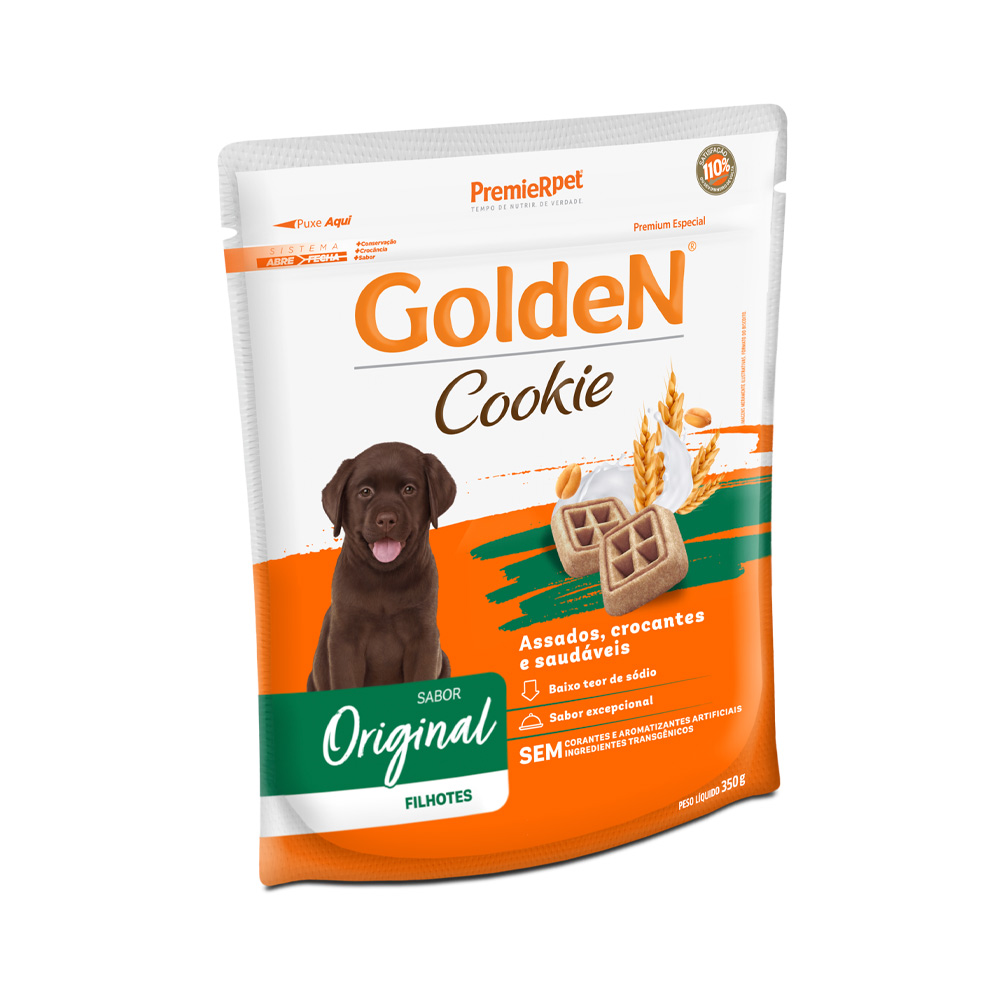 PremieRpet®
TEMPO DE NUTRIR. DE VERDADE.
SATISFAÇÃO
110%
Puxe Aqui
Premium Especial
SISTEMA
ABRE FECHA
+Conservação
+Crocância
+Sabor
GoldeN®
Cookie
Assados, crocantes
e saudáveis
Baixo teor de sódio
Sabor excepcional
SEM CORANTES E AROMATIZANTES ARTIFICIAIS
INGREDIENTES TRANSGÊNICOS
SABOR
Original
FILHOTES
PESO LÍQUIDO 350g